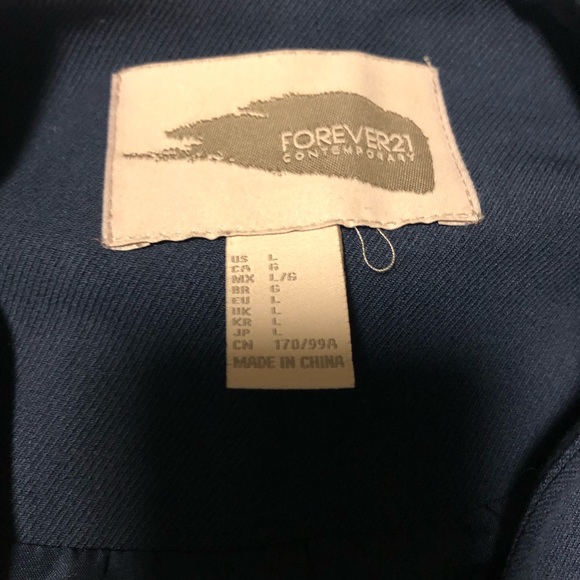 FOREVER21
CONTEMPORARY
US L
CA G
MX L/G
BR G
EU L
UK L
KR L
JP L
CN 170/99A
MADE IN CHINA